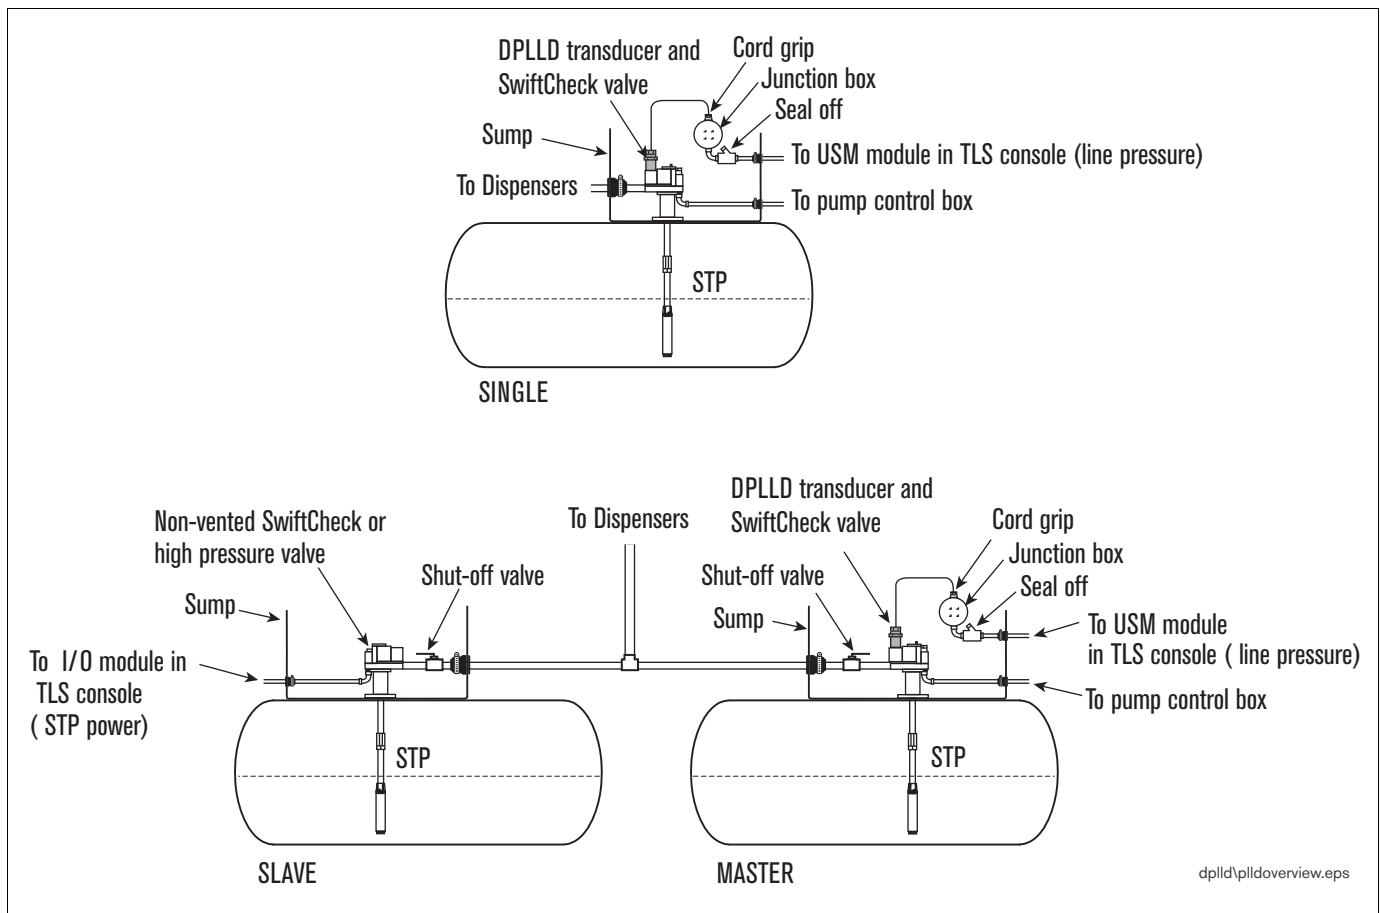 DPLLD transducer and
SwiftCheck valve
Cord grip
Junction box
Seal off
Sump
To USM module in TLS console (line pressure)
To Dispensers
To pump control box
STP
SINGLE
DPLLD transducer and
SwiftCheck valve
Non-vented SwiftCheck or
high pressure valve
To Dispensers
Cord grip
Junction box
Shut-off valve
Shut-off valve
Seal off
Sump
Sump
To USM module
in TLS console ( line pressure)
To I/O module in
TLS console
( STP power)
To pump control box
STP
STP
SLAVE
MASTER
dplld\plldoverview.eps